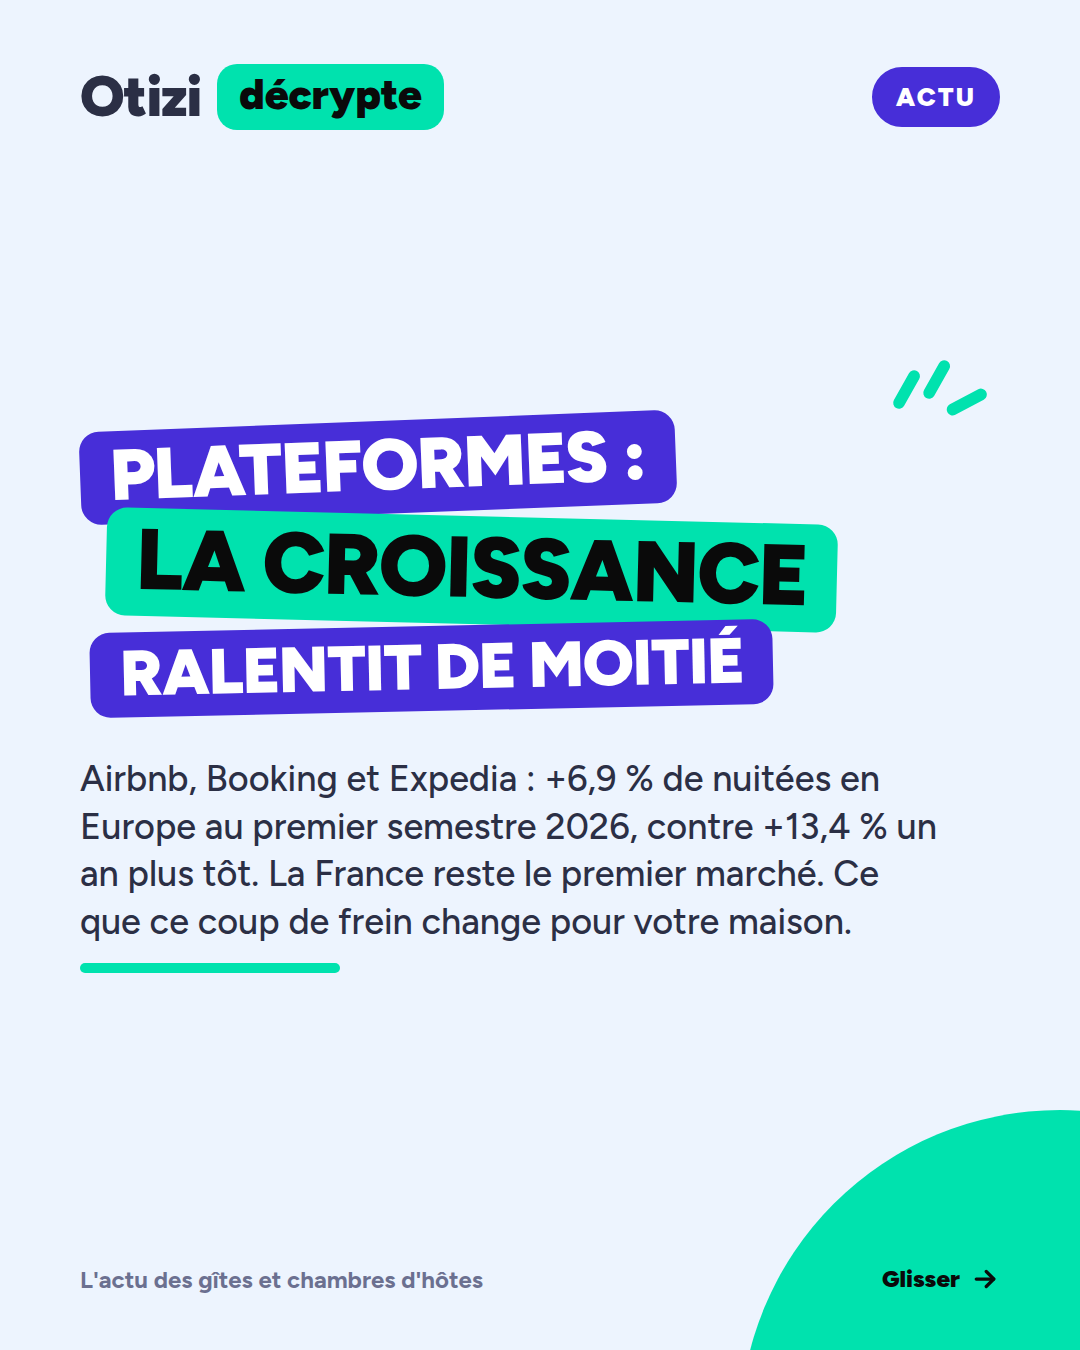 Otizi décrypte
ACTU
PLATEFORMES :
LA CROISSANCE
RALENTIT DE MOITIÉ
Airbnb, Booking et Expedia : +6,9 % de nuitées en
Europe au premier semestre 2026, contre +13,4 % un
an plus tôt. La France reste le premier marché. Ce
que ce coup de frein change pour votre maison.
L'actu des gîtes et chambres d'hôtes
Glisser →